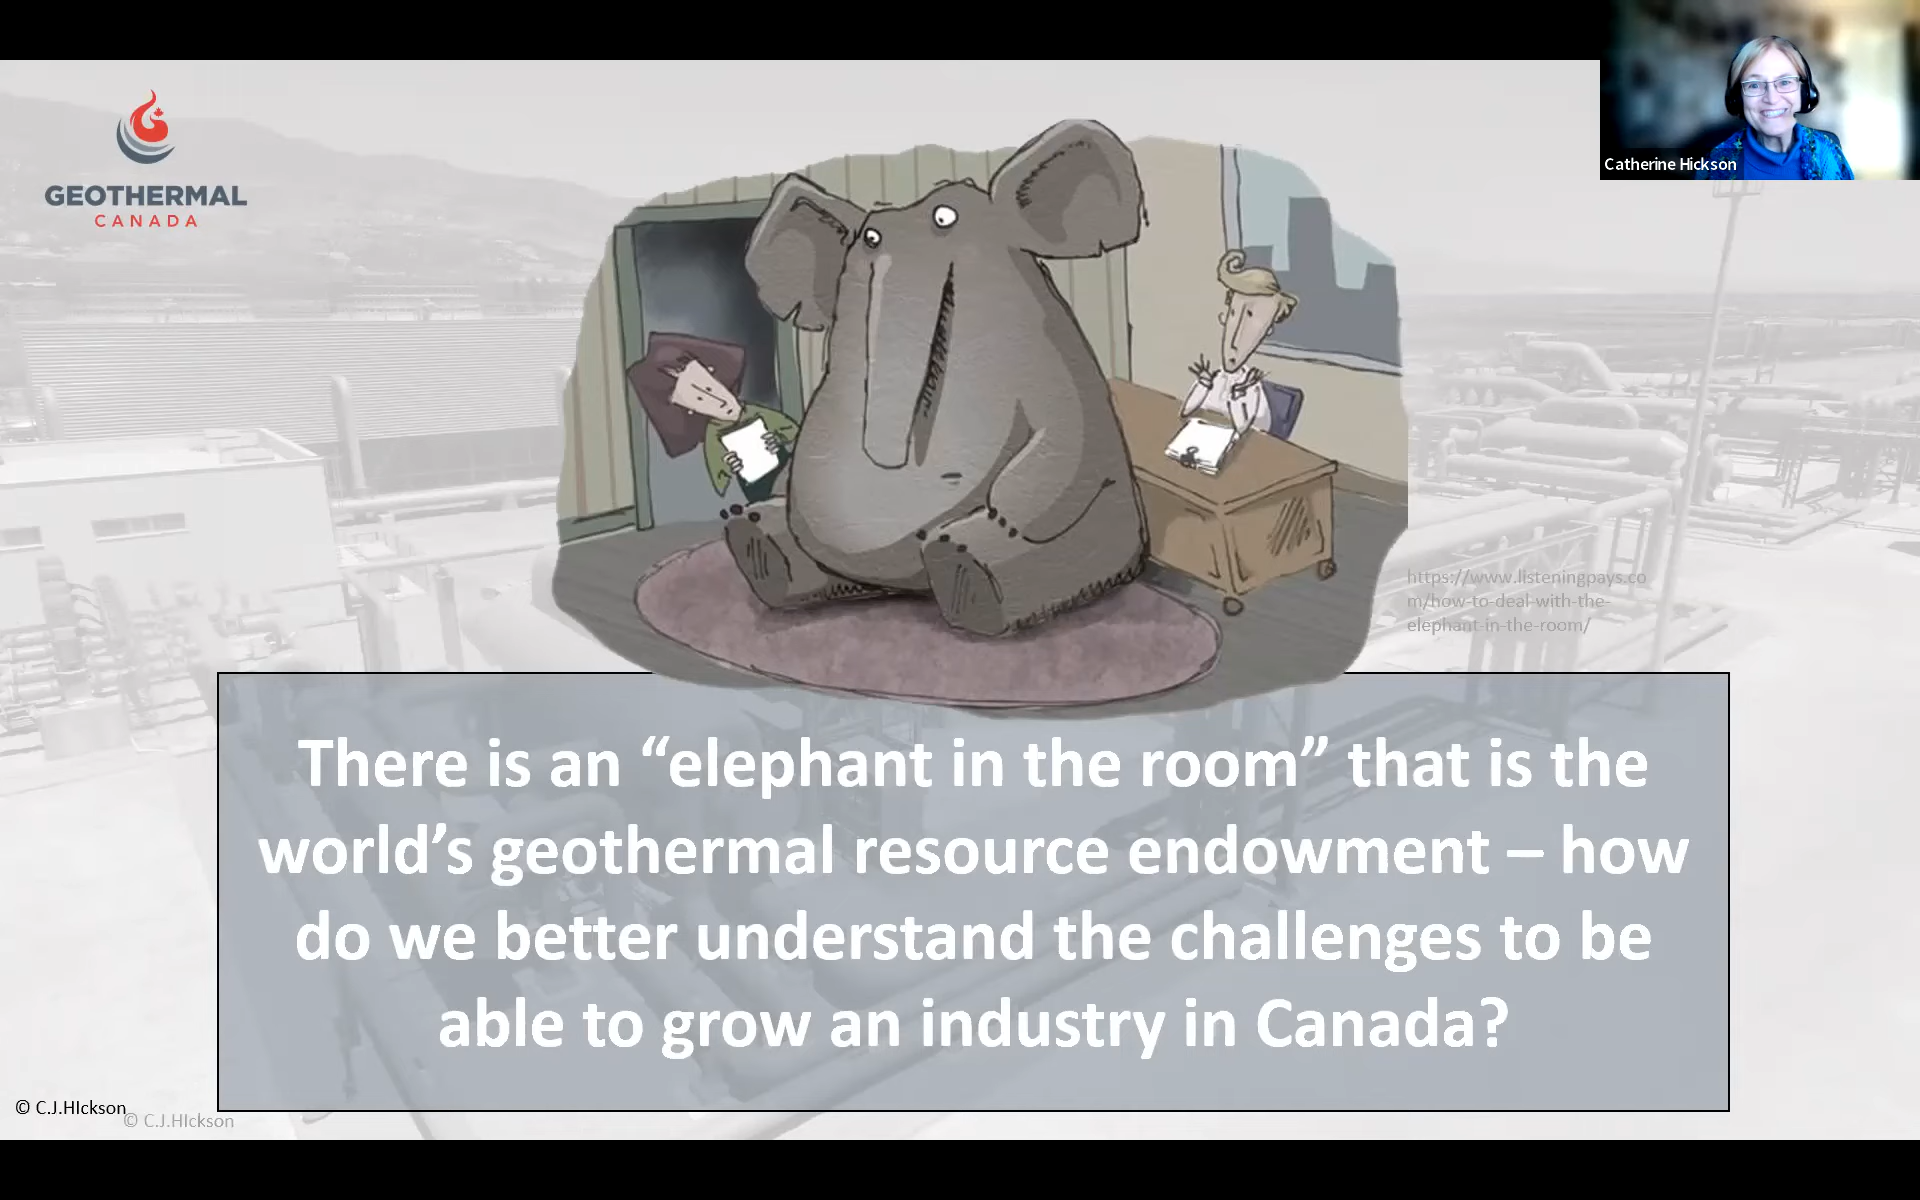 Catherine Hickson
GEOTHERMAL
CANADA
https://www.listeningpays.co
m/how-to-deal-with-the-
elephant-in-the-room/
There is an “elephant in the room” that is the
world’s geothermal resource endowment – how
do we better understand the challenges to be
able to grow an industry in Canada?
© C.J.HIckson
© C.J.HIckson